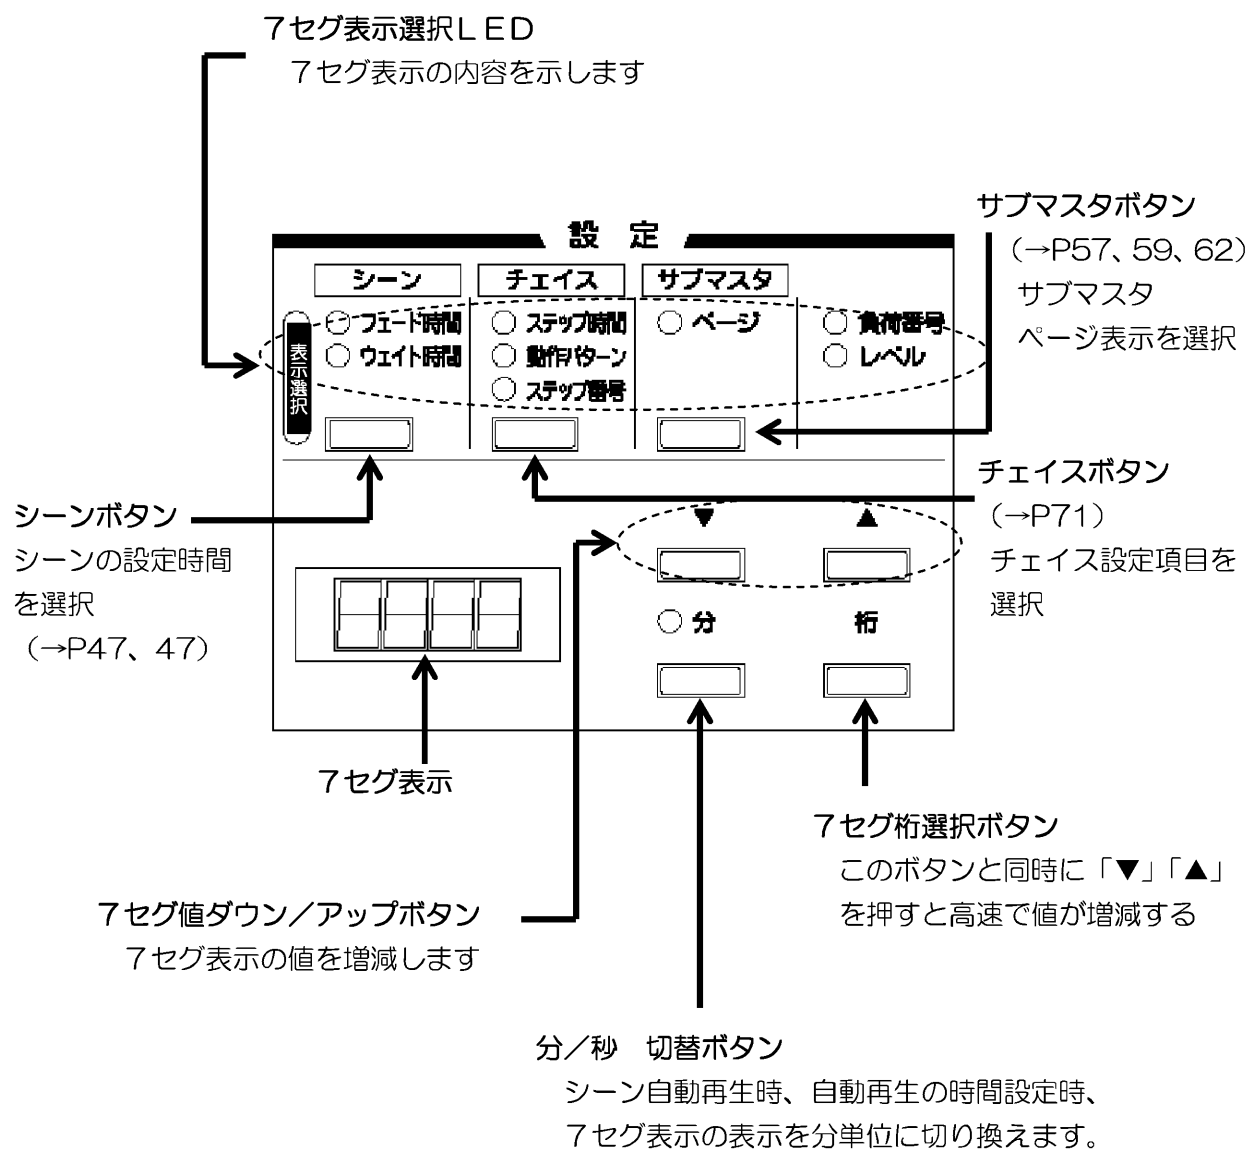 ７セグ表示選択ＬＥＤ
７セグ表示の内容を示します
サブマスタボタン
（→P57、59、62）
サブマスタ
ページ表示を選択
設　定
シーン
チェイス
サブマスタ
表示選択
フェード時間
ウェイト時間
ステップ時間
動作パターン
ステップ番号
ページ
負荷番号
レベル
チェイスボタン
（→P71）
チェイス設定項目を
選択
シーンボタン
シーンの設定時間
を選択
（→P47、47）
▼
▲
分
桁
７セグ表示
７セグ桁選択ボタン
このボタンと同時に「▼」「▲」
を押すと高速で値が増減する
７セグ値ダウン／アップボタン
７セグ表示の値を増減します
分／秒　切替ボタン
シーン自動再生時、自動再生の時間設定時、
７セグ表示の表示を分単位に切り換えます。